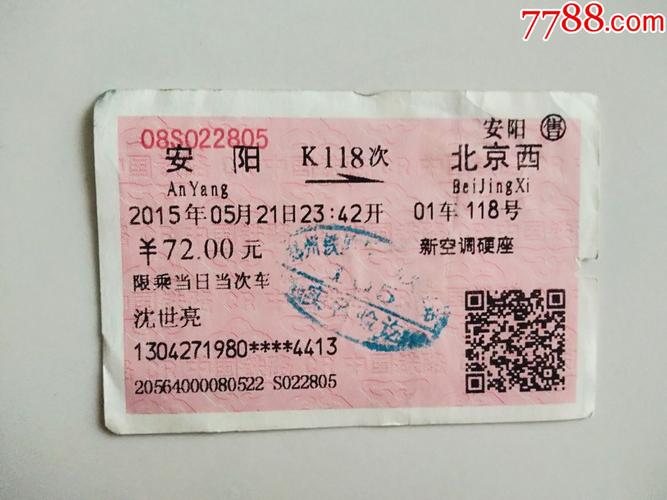 7788.com
08S022805
安阳 售
安 阳 K118次 北京西
AnYang BeiJingXi
2015年05月21日23:42开 01车 118号
¥72.00元 新空调硬座
限乘当日当次车
沈世亮
1304271980****4413
20564000080522 S022805